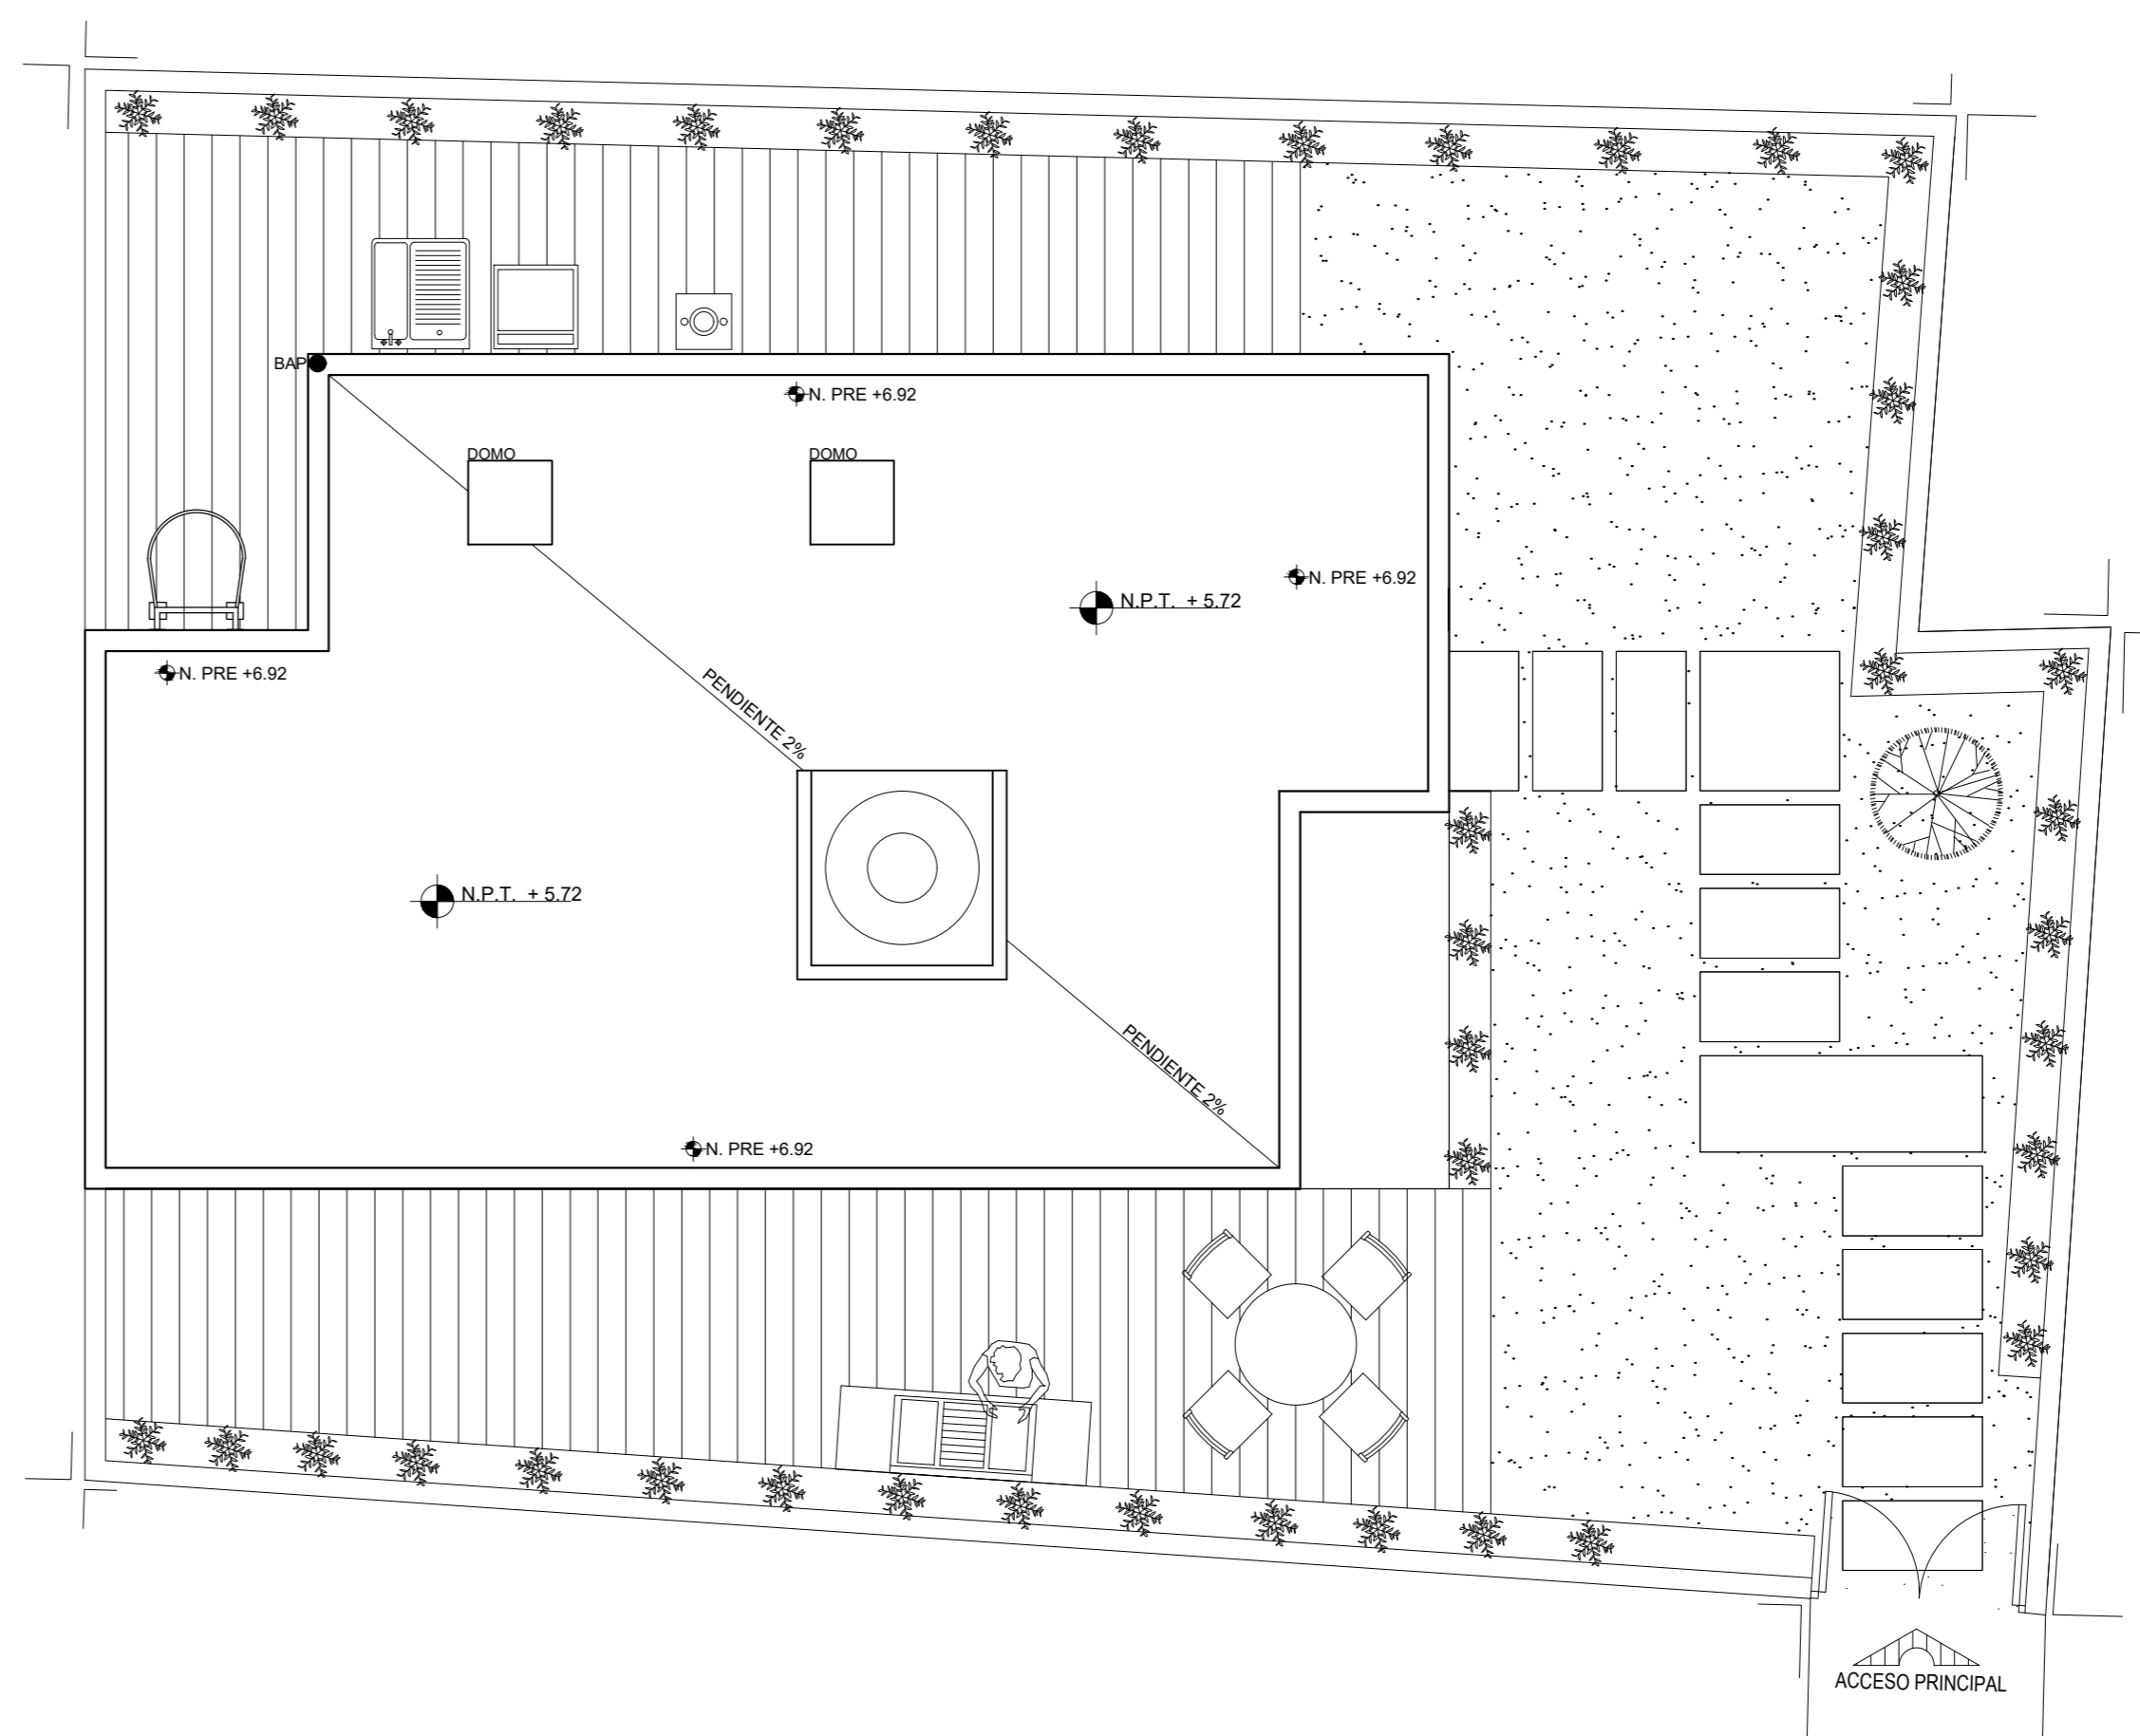 BAP
N. PRE +6.92
DOMO
DOMO
N. PRE +6.92
N.P.T. + 5.72
N. PRE +6.92
PENDIENTE 2%
N.P.T. + 5.72
PENDIENTE 2%
N. PRE +6.92
ACCESO PRINCIPAL